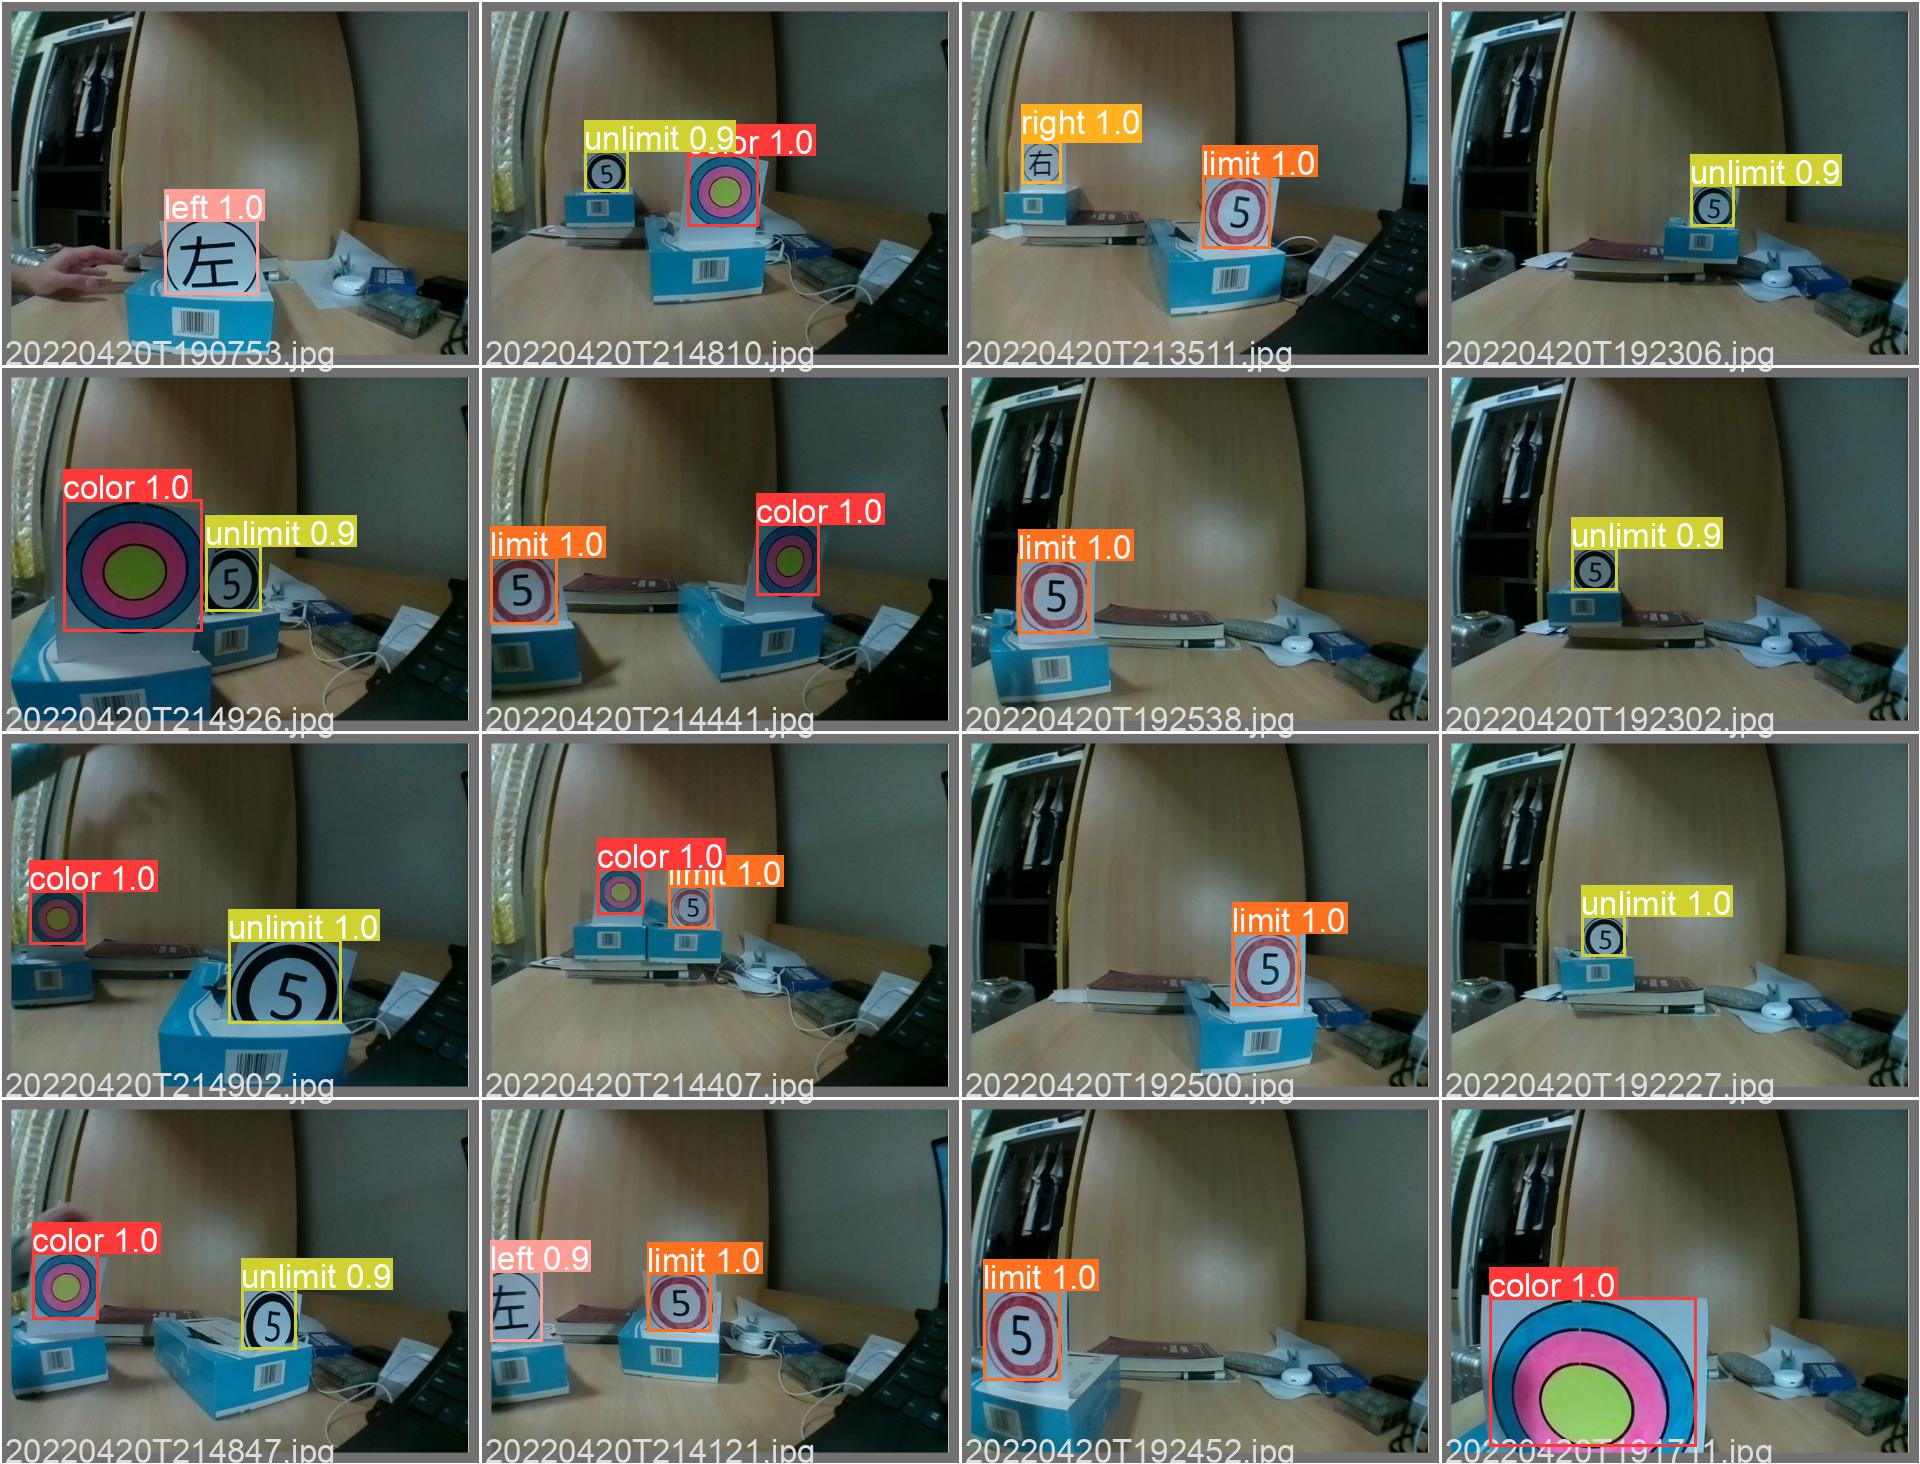 left 1.0
左
20220420T190753.jpg
unlimit 0.9
color 1.0
5
20220420T214810.jpg
right 1.0
右
limit 1.0
5
20220420T213511.jpg
unlimit 0.9
5
20220420T192306.jpg
color 1.0
unlimit 0.9
5
20220420T214926.jpg
limit 1.0
5
color 1.0
20220420T214441.jpg
limit 1.0
5
20220420T192538.jpg
unlimit 0.9
5
20220420T192302.jpg
color 1.0
unlimit 1.0
5
20220420T214902.jpg
color 1.0
limit 1.0
5
20220420T214407.jpg
limit 1.0
5
20220420T192500.jpg
unlimit 1.0
5
20220420T192227.jpg
color 1.0
unlimit 0.9
5
20220420T214847.jpg
left 0.9
左
limit 1.0
5
20220420T214121.jpg
limit 1.0
5
20220420T192452.jpg
color 1.0
20220420T191711.jpg